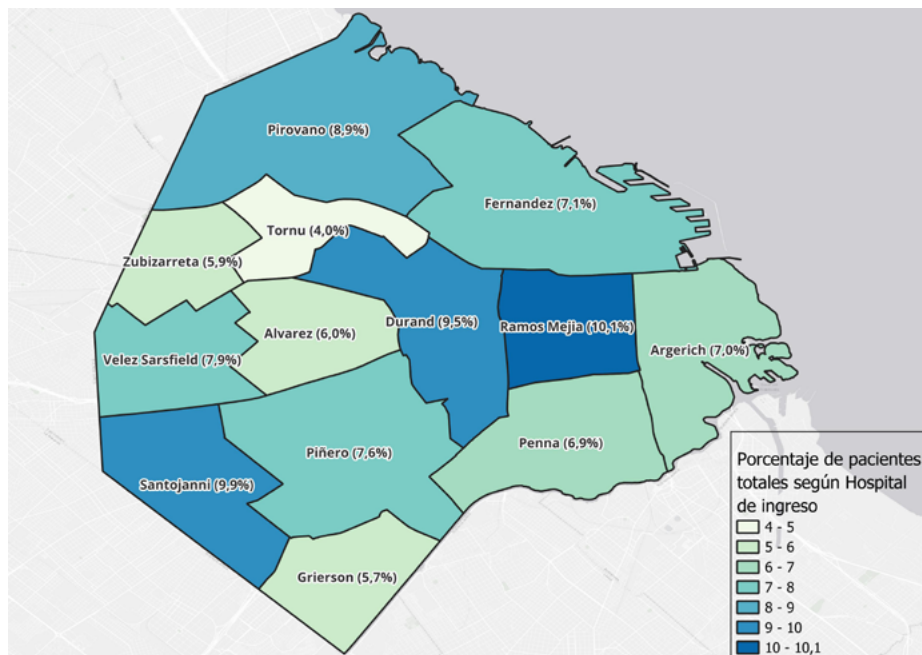 Pirovano (8,9%)
Fernandez (7,1%)
Tornu (4,0%)
Zubizarreta (5,9%)
Durand (9,5%)
Ramos Mejia (10,1%)
Alvarez (6,0%)
Argerich (7,0%)
Velez Sarsfield (7,9%)
Penna (6,9%)
Piñero (7,6%)
Santojanni (9,9%)
Grierson (5,7%)
Porcentaje de pacientes
totales según Hospital
de ingreso
4 - 5
5 - 6
6 - 7
7 - 8
8 - 9
9 - 10
10 - 10,1